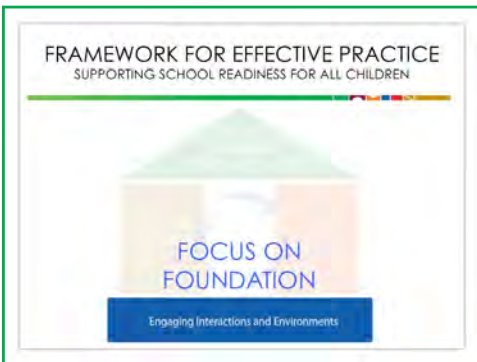 FRAMEWORK FOR EFFECTIVE PRACTICE
SUPPORTING SCHOOL READINESS FOR ALL CHILDREN
FOCUS ON
FOUNDATION
Engaging Interactions and Environments